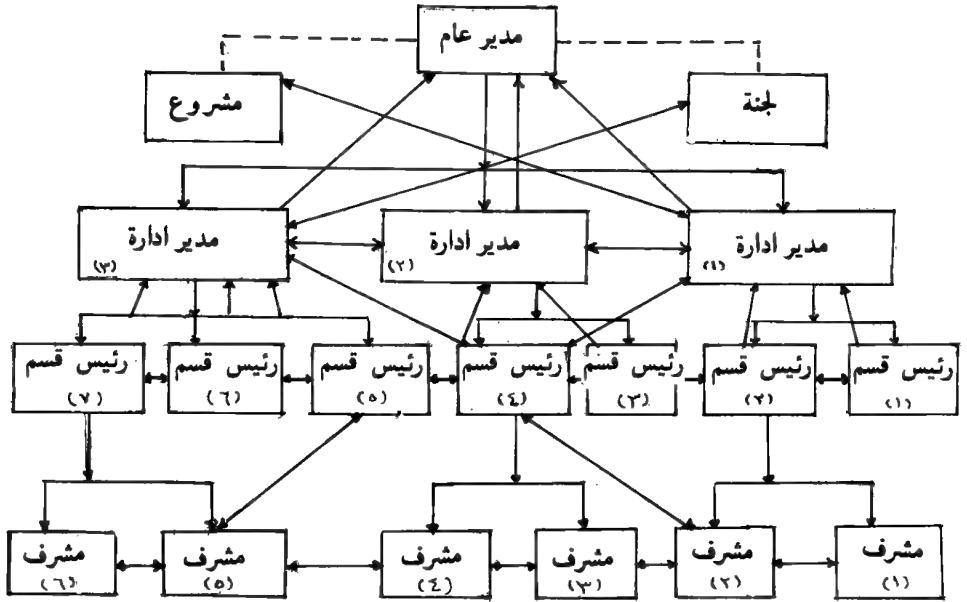 مدير عام
لجنة
مشروع
مدير ادارة
(١)
مدير ادارة
(٢)
مدير ادارة
(٣)
رئيس قسم
(١)
رئيس قسم
(٢)
رئيس قسم
(٣)
رئيس قسم
(٤)
رئيس قسم
(٥)
رئيس قسم
(٦)
رئيس قسم
(٧)
مشرف
(١)
مشرف
(٢)
مشرف
(٣)
مشرف
(٤)
مشرف
(٥)
مشرف
(٦)